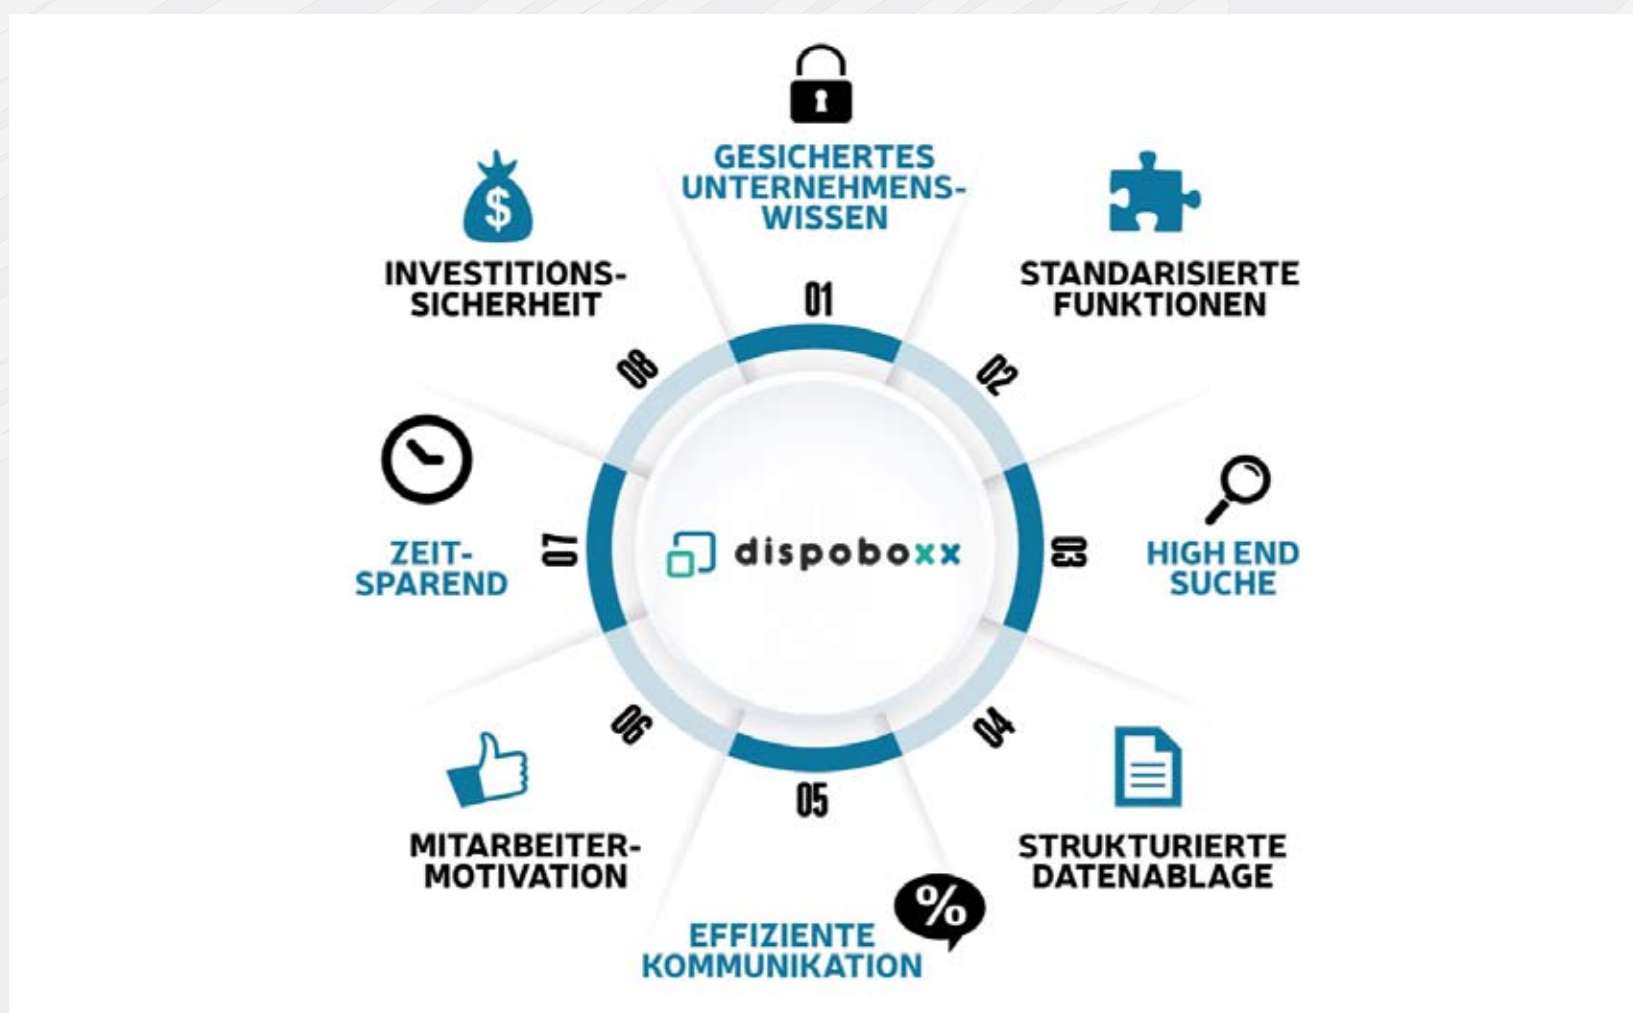 01
GESICHERTES
UNTERNEHMENS-
WISSEN
02
STANDARISIERTE
FUNKTIONEN
03
HIGH END
SUCHE
04
STRUKTURIERTE
DATENABLAGE
05
EFFIZIENTE
KOMMUNIKATION
%
06
MITARBEITER-
MOTIVATION
07
ZEIT-
SPAREND
08
INVESTITIONS-
SICHERHEIT
$
dispoboxx